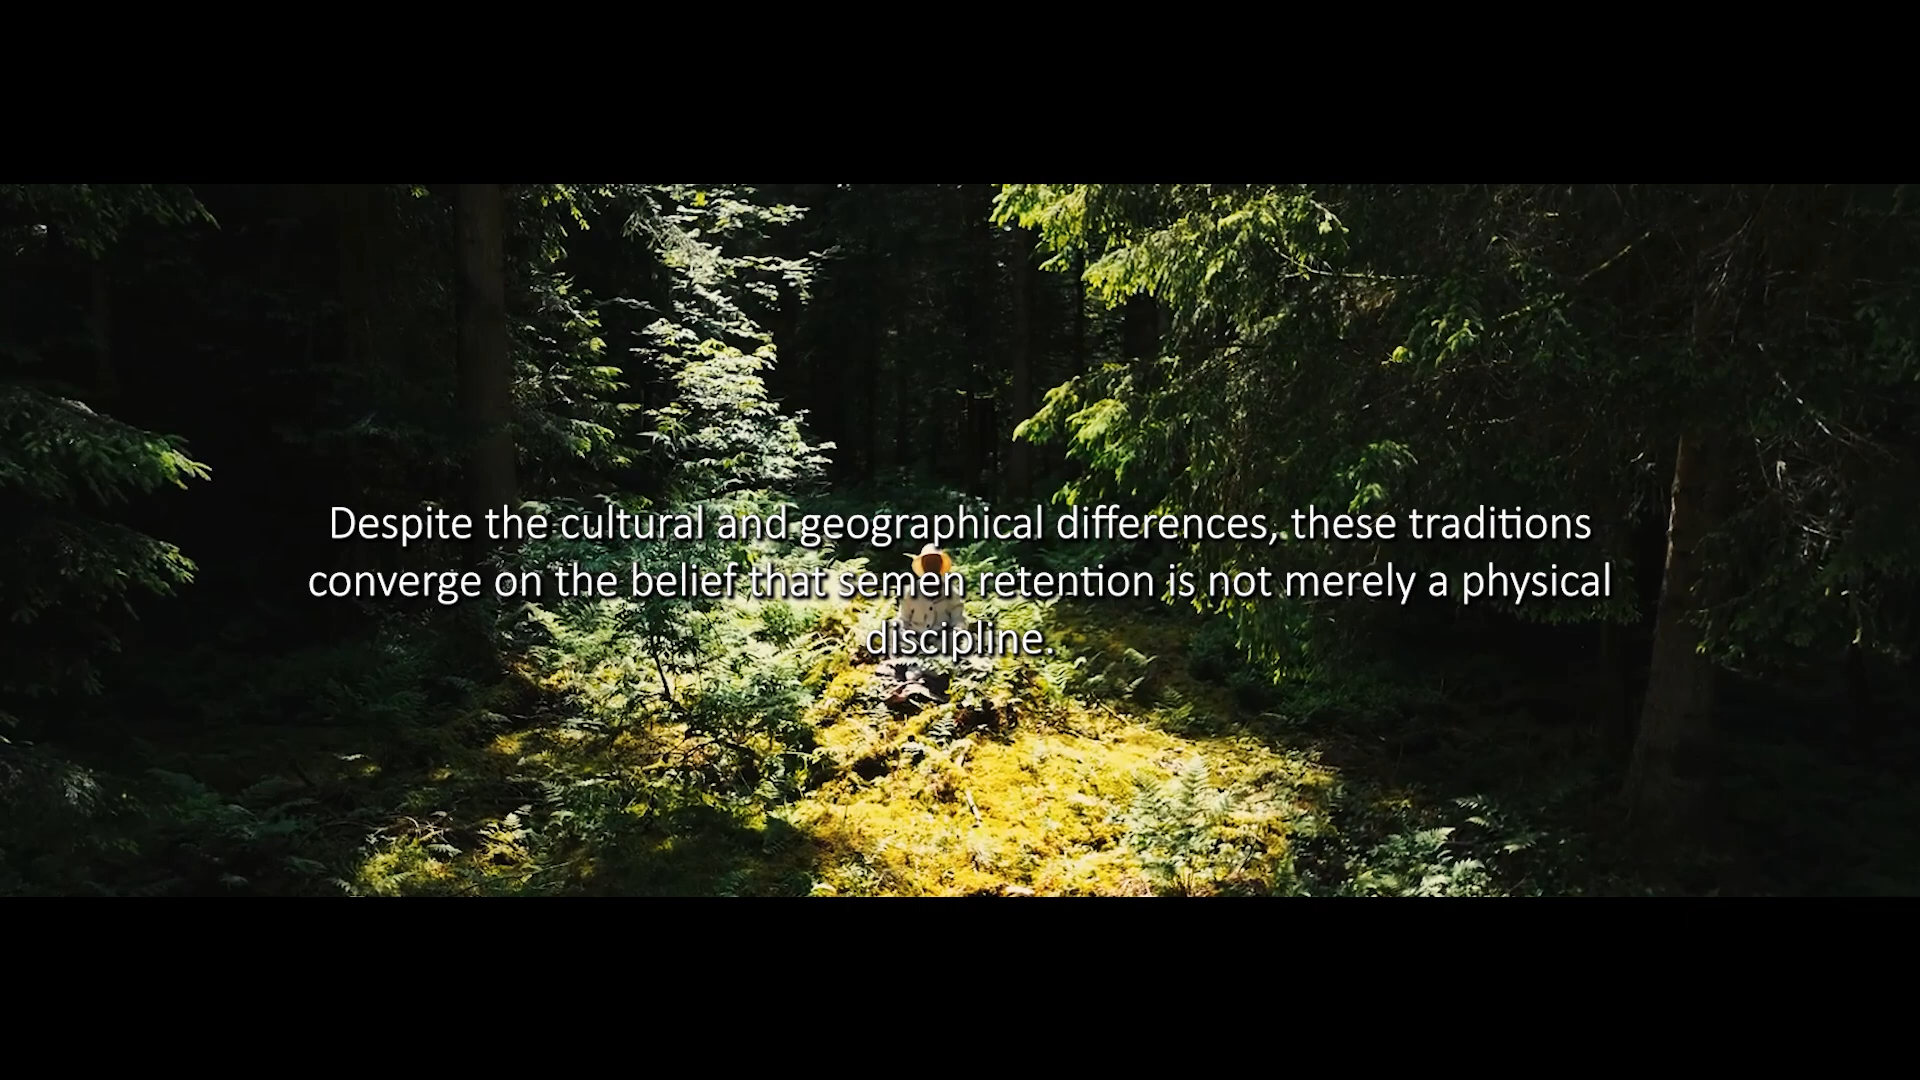 Despite the cultural and geographical differences, these traditions
converge on the belief that semen retention is not merely a physical
discipline.